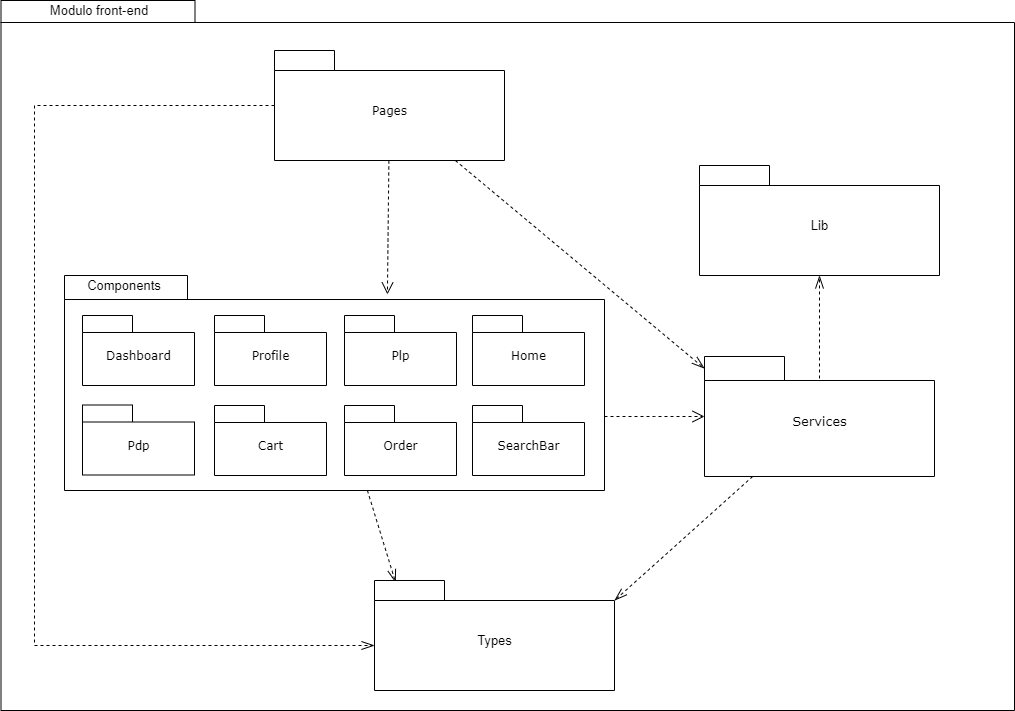 Modulo front-end
Pages
Lib
Components
Dashboard
Profile
Plp
Home
Pdp
Cart
Order
SearchBar
Services
Types